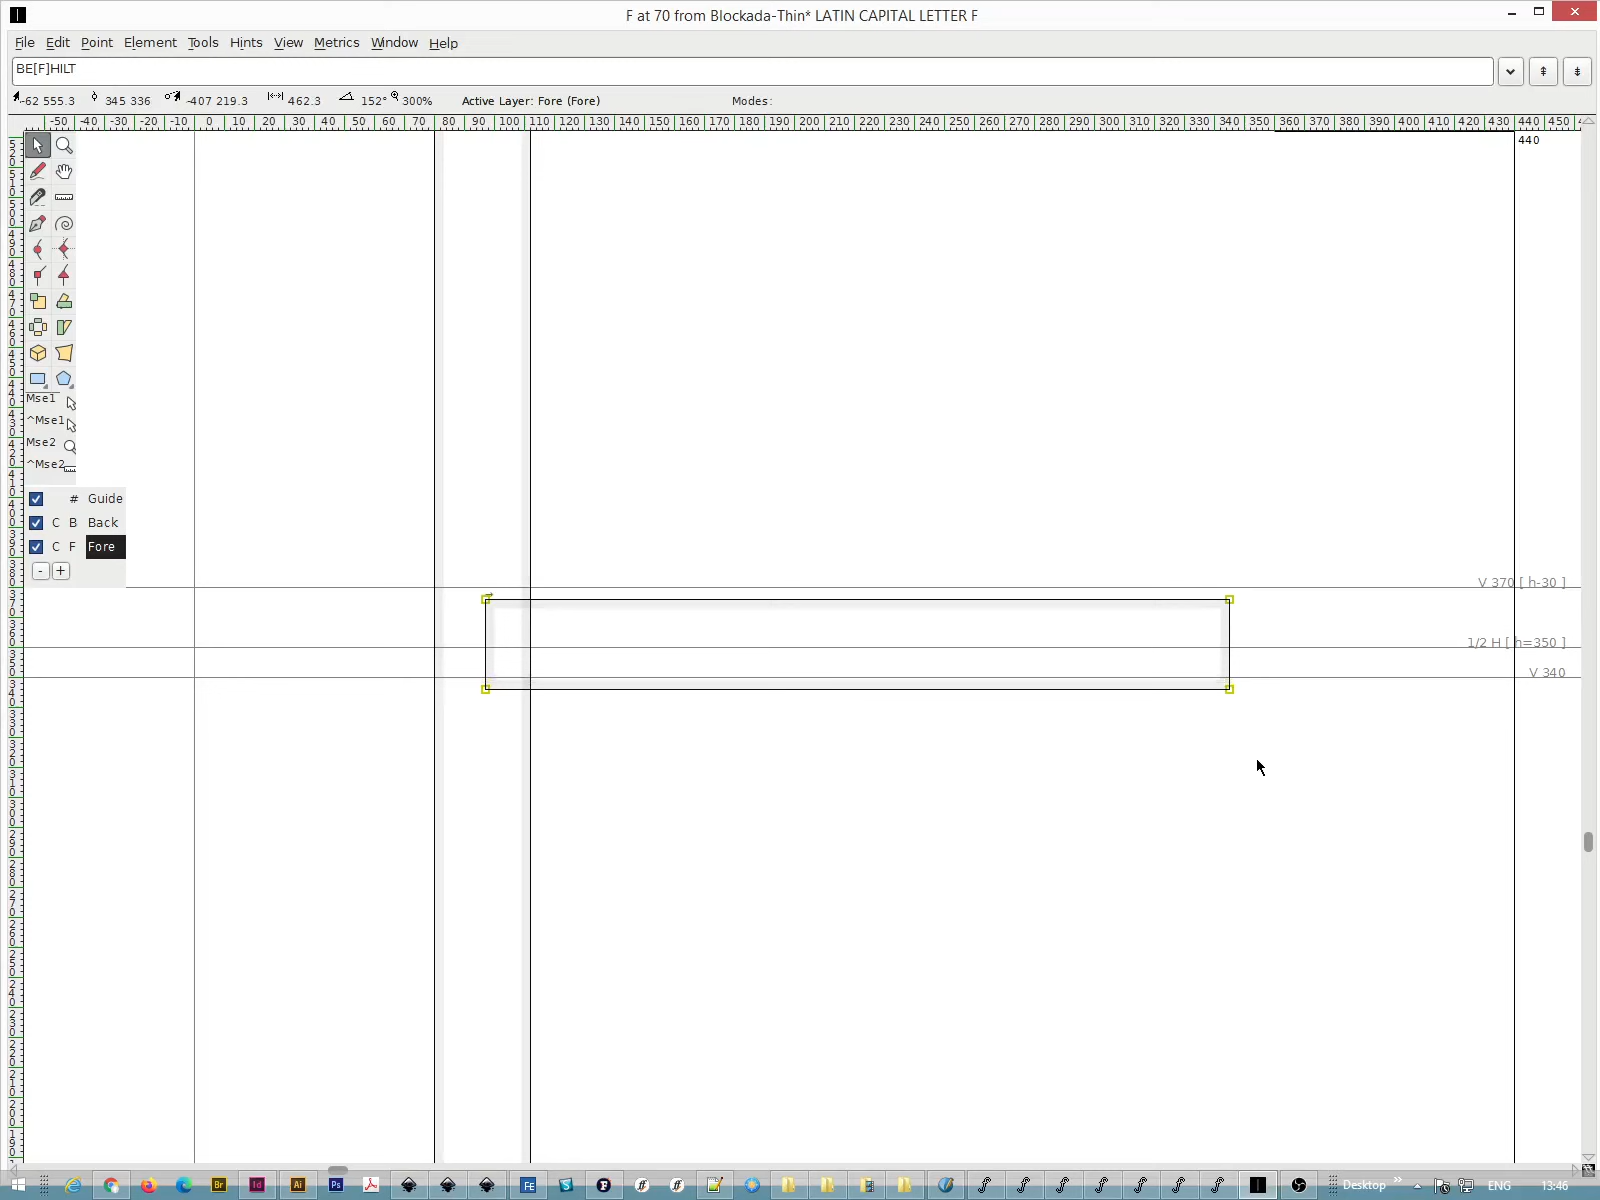 F at 70 from Blockada-Thin* LATIN CAPITAL LETTER F
File Edit Point Element Tools Hints View Metrics Window Help
BE[F]HILT
-62 555.3 345 336 -407 219.3 462.3 152° 300% Active Layer: Fore (Fore) Modes:
-50 -40 -30 -20 -10 0 10 20 30 40 50 60 70 80 90 100 110 120 130 140 150 160 170 180 190 200 210 220 230 240 250 260 270 280 290 300 310 320 330 340 350 360 370 380 390 400 410 420 430 440 450
440
Mse1
^Mse1
Mse2
^Mse2
# Guide
C B Back
C F Fore
- +
V 370 [ h-30 ]
1/2 H [ h=350 ]
V 340
Br Id Ai Ps FE Desktop ENG 13:46